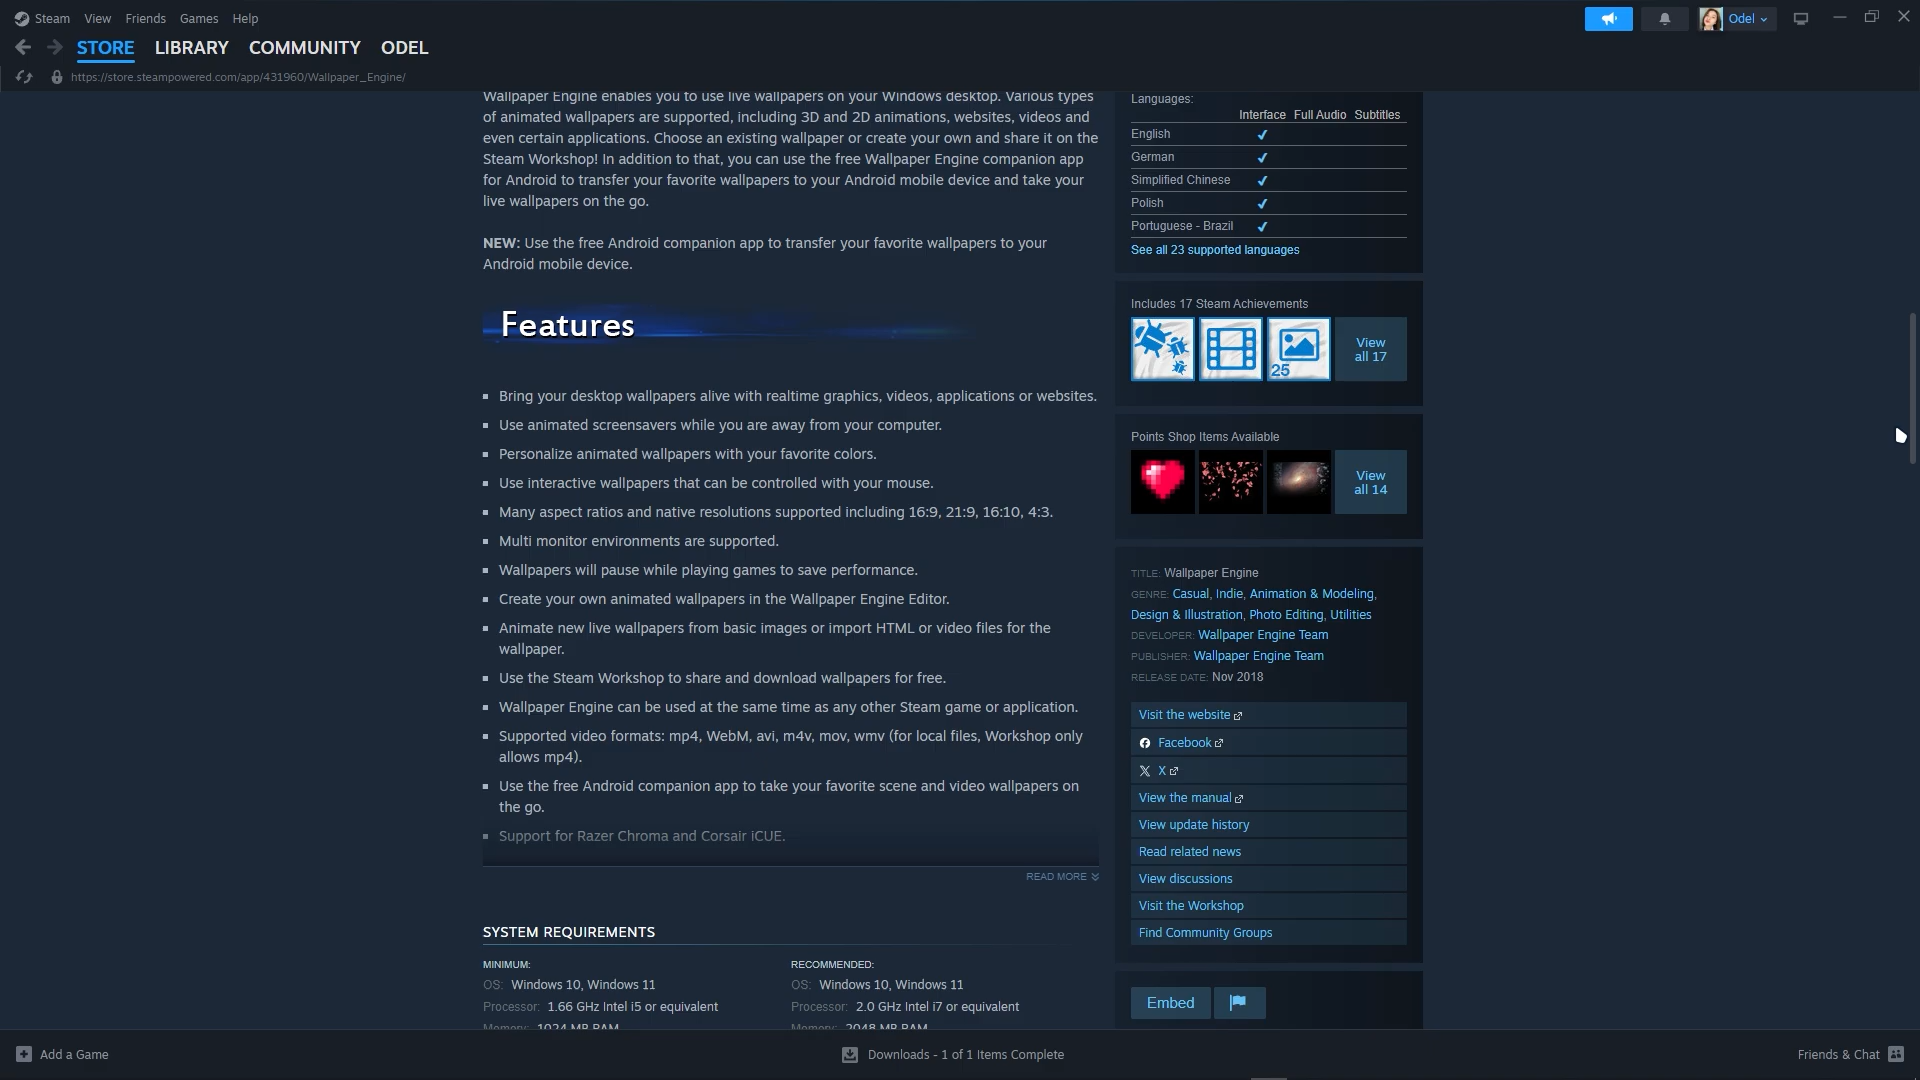 Steam View Friends Games Help
Odel
STORE LIBRARY COMMUNITY ODEL
https://store.steampowered.com/app/431960/Wallpaper_Engine/
Wallpaper Engine enables you to use live wallpapers on your Windows desktop. Various types
of animated wallpapers are supported, including 3D and 2D animations, websites, videos and
even certain applications. Choose an existing wallpaper or create your own and share it on the
Steam Workshop! In addition to that, you can use the free Wallpaper Engine companion app
for Android to transfer your favorite wallpapers to your Android mobile device and take your
live wallpapers on the go.
NEW: Use the free Android companion app to transfer your favorite wallpapers to your
Android mobile device.
Features
Bring your desktop wallpapers alive with realtime graphics, videos, applications or websites.
Use animated screensavers while you are away from your computer.
Personalize animated wallpapers with your favorite colors.
Use interactive wallpapers that can be controlled with your mouse.
Many aspect ratios and native resolutions supported including 16:9, 21:9, 16:10, 4:3.
Multi monitor environments are supported.
Wallpapers will pause while playing games to save performance.
Create your own animated wallpapers in the Wallpaper Engine Editor.
Animate new live wallpapers from basic images or import HTML or video files for the
wallpaper.
Use the Steam Workshop to share and download wallpapers for free.
Wallpaper Engine can be used at the same time as any other Steam game or application.
Supported video formats: mp4, WebM, avi, m4v, mov, wmv (for local files, Workshop only
allows mp4).
Use the free Android companion app to take your favorite scene and video wallpapers on
the go.
Support for Razer Chroma and Corsair iCUE.
READ MORE
SYSTEM REQUIREMENTS
MINIMUM:
OS: Windows 10, Windows 11
Processor: 1.66 GHz Intel i5 or equivalent
Memory: 1024 MB RAM
RECOMMENDED:
OS: Windows 10, Windows 11
Processor: 2.0 GHz Intel i7 or equivalent
Memory: 2048 MB RAM
Languages:
Interface Full Audio Subtitles
English
German
Simplified Chinese
Polish
Portuguese - Brazil
See all 23 supported languages
Includes 17 Steam Achievements
25
View
all 17
Points Shop Items Available
View
all 14
TITLE: Wallpaper Engine
GENRE: Casual, Indie, Animation & Modeling,
Design & Illustration, Photo Editing, Utilities
DEVELOPER: Wallpaper Engine Team
PUBLISHER: Wallpaper Engine Team
RELEASE DATE: Nov 2018
Visit the website
Facebook
X
View the manual
View update history
Read related news
View discussions
Visit the Workshop
Find Community Groups
Embed
Add a Game
Downloads - 1 of 1 Items Complete
Friends & Chat